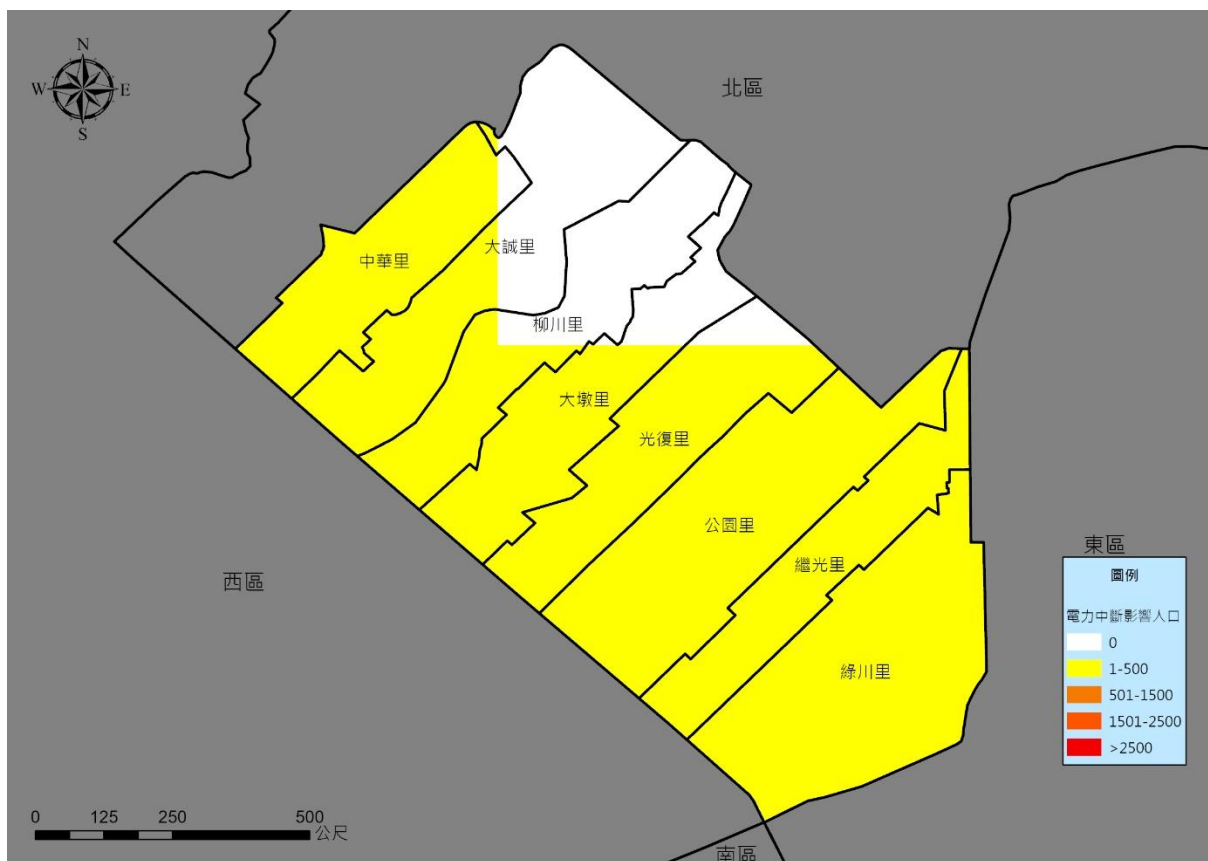 N
W
E
S
北區
中華里
大誠里
柳川里
大墩里
光復里
公園里
繼光里
綠川里
西區
東區
南區
圖例
電力中斷影響人口
0
1-500
501-1500
1501-2500
>2500
0 125 250 500
公尺